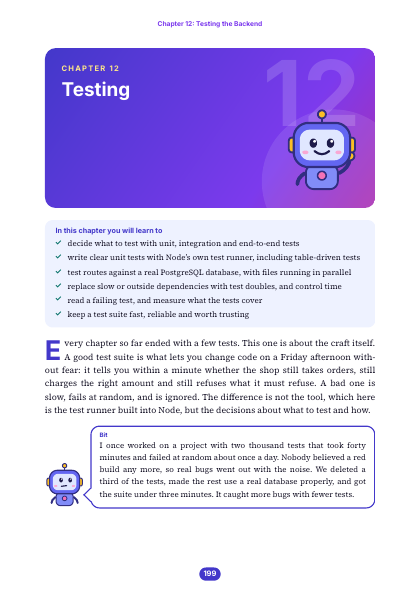 Chapter 12: Testing the Backend
CHAPTER 12
Testing
12
In this chapter you will learn to
decide what to test with unit, integration and end-to-end tests
write clear unit tests with Node's own test runner, including table-driven tests
test routes against a real PostgreSQL database, with files running in parallel
replace slow or outside dependencies with test doubles, and control time
read a failing test, and measure what the tests cover
keep a test suite fast, reliable and worth trusting
Every chapter so far ended with a few tests. This one is about the craft itself.
A good test suite is what lets you change code on a Friday afternoon with-
out fear: it tells you within a minute whether the shop still takes orders, still
charges the right amount and still refuses what it must refuse. A bad one is
slow, fails at random, and is ignored. The difference is not the tool, which here
is the test runner built into Node, but the decisions about what to test and how.
Bit
I once worked on a project with two thousand tests that took forty
minutes and failed at random about once a day. Nobody believed a red
build any more, so real bugs went out with the noise. We deleted a
third of the tests, made the rest use a real database properly, and got
the suite under three minutes. It caught more bugs with fewer tests.
199